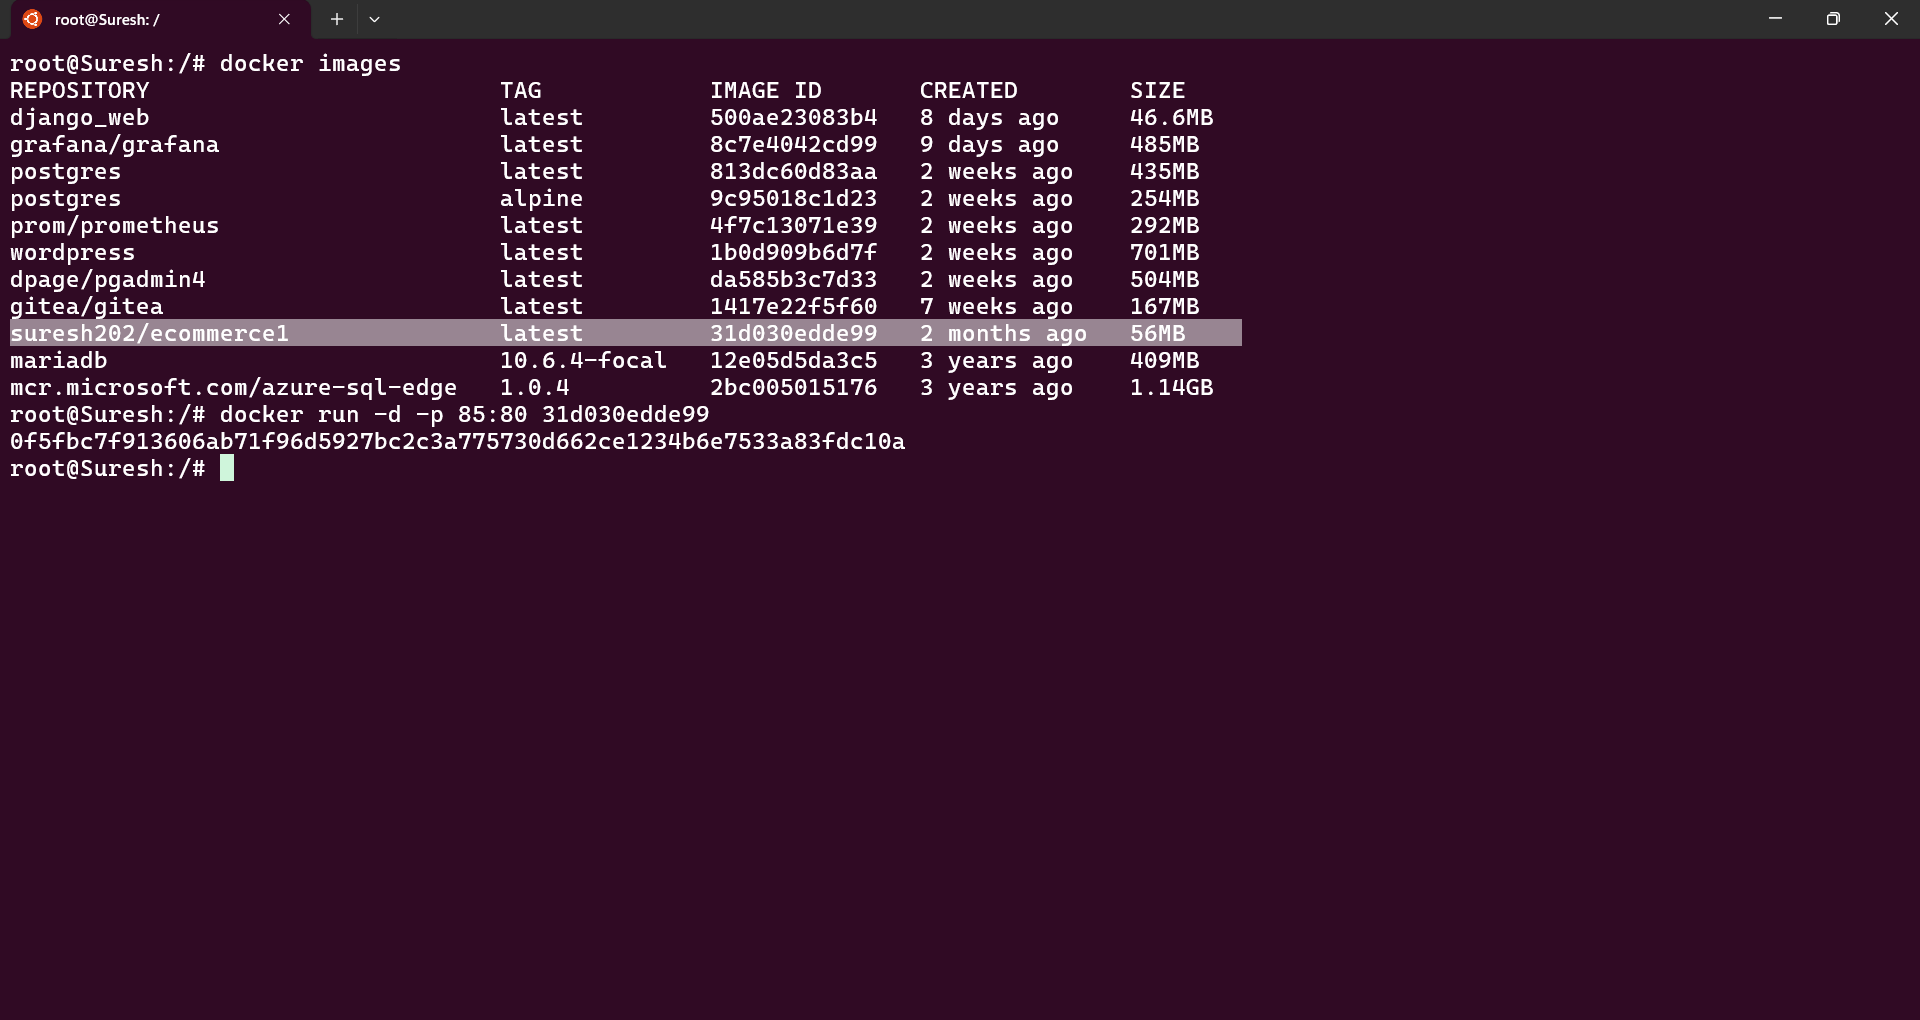 root@Suresh: /
root@Suresh:/# docker images
REPOSITORY TAG IMAGE ID CREATED SIZE
django_web latest 500ae23083b4 8 days ago 46.6MB
grafana/grafana latest 8c7e4042cd99 9 days ago 485MB
postgres latest 813dc60d83aa 2 weeks ago 435MB
postgres alpine 9c95018c1d23 2 weeks ago 254MB
prom/prometheus latest 4f7c13071e39 2 weeks ago 292MB
wordpress latest 1b0d909b6d7f 2 weeks ago 701MB
dpage/pgadmin4 latest da585b3c7d33 2 weeks ago 504MB
gitea/gitea latest 1417e22f5f60 7 weeks ago 167MB
suresh202/ecommerce1 latest 31d030edde99 2 months ago 56MB
mariadb 10.6.4-focal 12e05d5da3c5 3 years ago 409MB
mcr.microsoft.com/azure-sql-edge 1.0.4 2bc005015176 3 years ago 1.14GB
root@Suresh:/# docker run -d -p 85:80 31d030edde99
0f5fbc7f913606ab71f96d5927bc2c3a775730d662ce1234b6e7533a83fdc10a
root@Suresh:/#